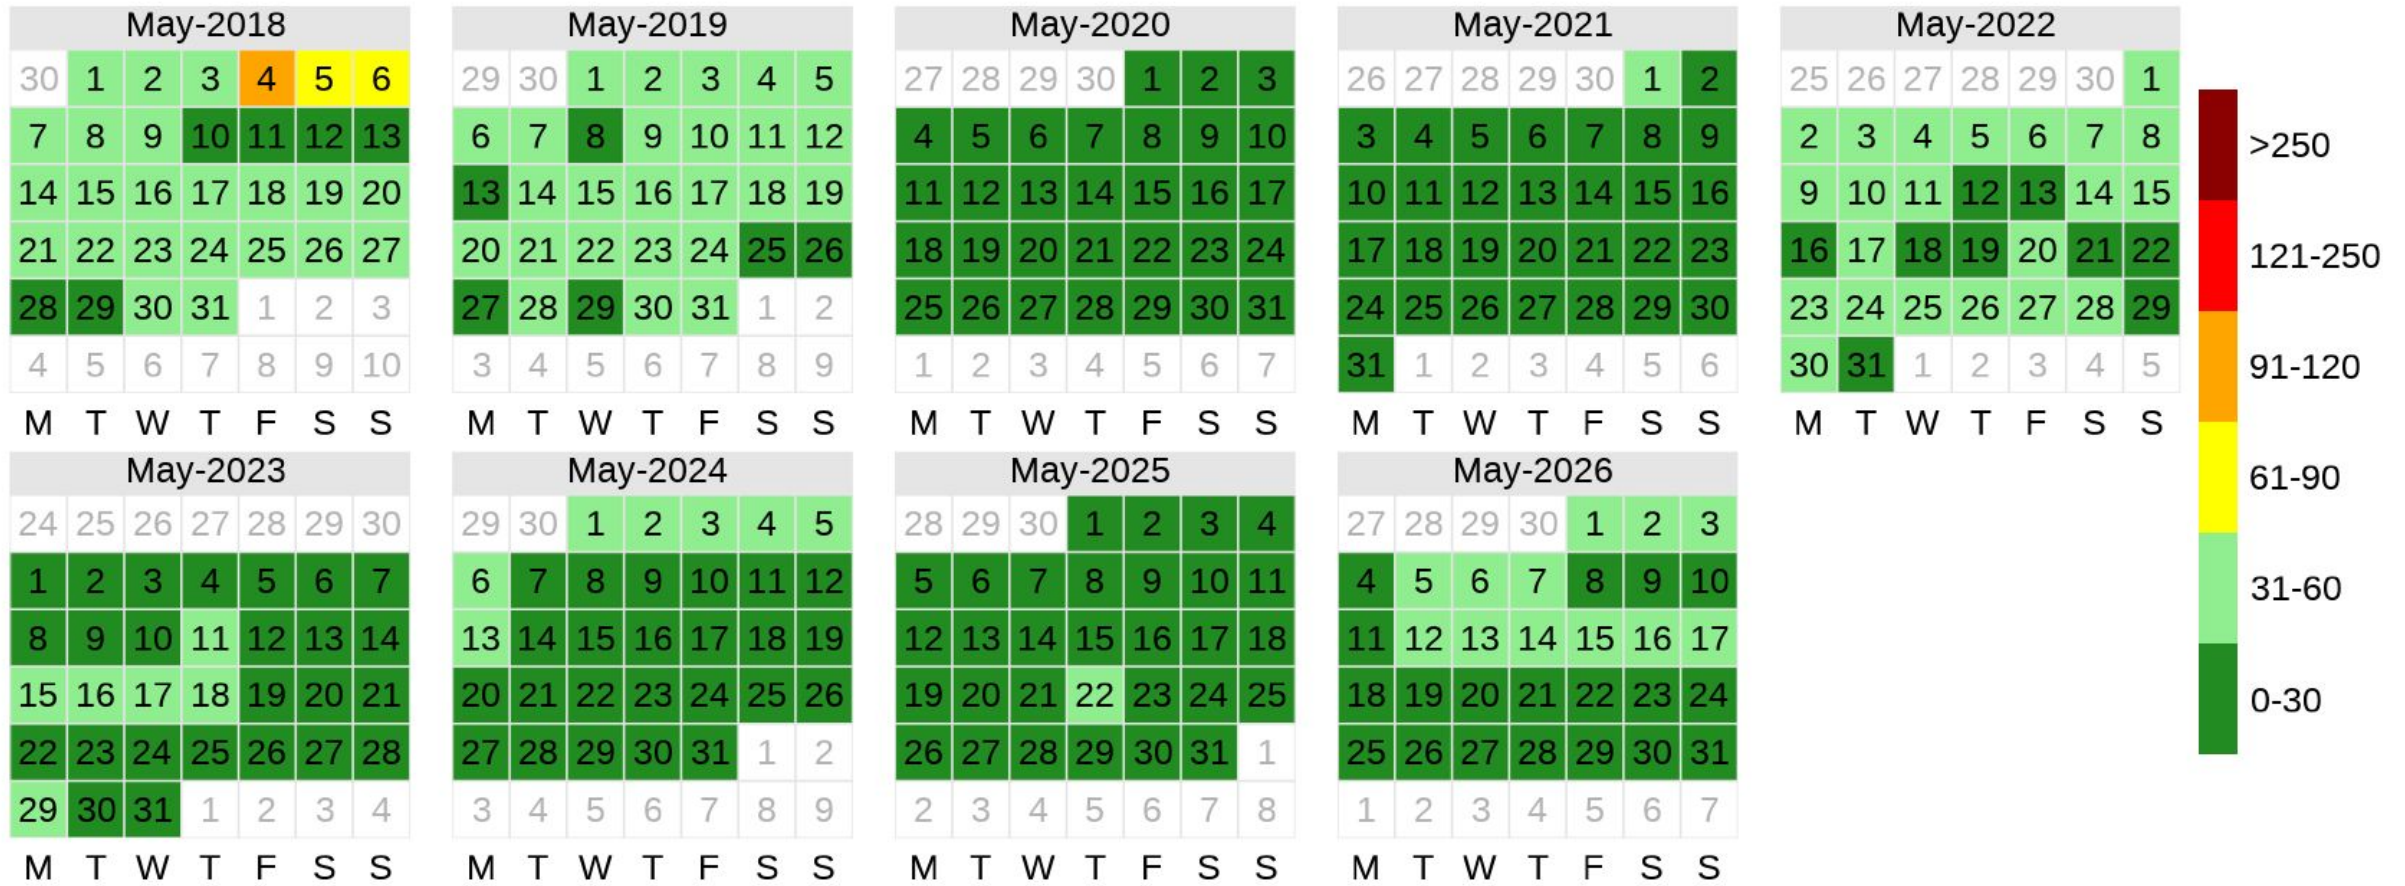 May-2018 May-2019 May-2020 May-2021 May-2022
30 1 2 3 4 5 6 29 30 1 2 3 4 5 27 28 29 30 1 2 3 26 27 28 29 30 1 2 25 26 27 28 29 30 1
7 8 9 10 11 12 13 6 7 8 9 10 11 12 4 5 6 7 8 9 10 3 4 5 6 7 8 9 2 3 4 5 6 7 8 >250
14 15 16 17 18 19 20 13 14 15 16 17 18 19 11 12 13 14 15 16 17 10 11 12 13 14 15 16 9 10 11 12 13 14 15
21 22 23 24 25 26 27 20 21 22 23 24 25 26 18 19 20 21 22 23 24 17 18 19 20 21 22 23 16 17 18 19 20 21 22 121-250
28 29 30 31 1 2 3 27 28 29 30 31 1 2 25 26 27 28 29 30 31 24 25 26 27 28 29 30 23 24 25 26 27 28 29
4 5 6 7 8 9 10 3 4 5 6 7 8 9 1 2 3 4 5 6 7 31 1 2 3 4 5 6 30 31 1 2 3 4 5 91-120
M T W T F S S M T W T F S S M T W T F S S M T W T F S S M T W T F S S
May-2023 May-2024 May-2025 May-2026 61-90
24 25 26 27 28 29 30 29 30 1 2 3 4 5 28 29 30 1 2 3 4 27 28 29 30 1 2 3
1 2 3 4 5 6 7 6 7 8 9 10 11 12 5 6 7 8 9 10 11 4 5 6 7 8 9 10 31-60
8 9 10 11 12 13 14 13 14 15 16 17 18 19 12 13 14 15 16 17 18 11 12 13 14 15 16 17
15 16 17 18 19 20 21 20 21 22 23 24 25 26 19 20 21 22 23 24 25 18 19 20 21 22 23 24 0-30
22 23 24 25 26 27 28 27 28 29 30 31 1 2 26 27 28 29 30 31 1 25 26 27 28 29 30 31
29 30 31 1 2 3 4 3 4 5 6 7 8 9 2 3 4 5 6 7 8 1 2 3 4 5 6 7
M T W T F S S M T W T F S S M T W T F S S M T W T F S S